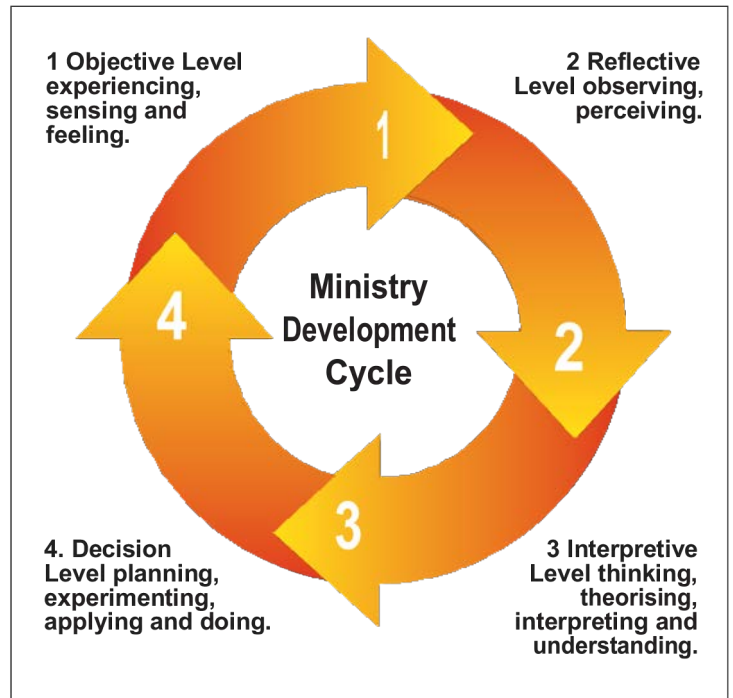 1 Objective Level
experiencing,
sensing and
feeling.
2 Reflective
Level observing,
perceiving.
1
Ministry
Development
Cycle
4
2
3
4. Decision
Level planning,
experimenting,
applying and doing.
3 Interpretive
Level thinking,
theorising,
interpreting and
understanding.